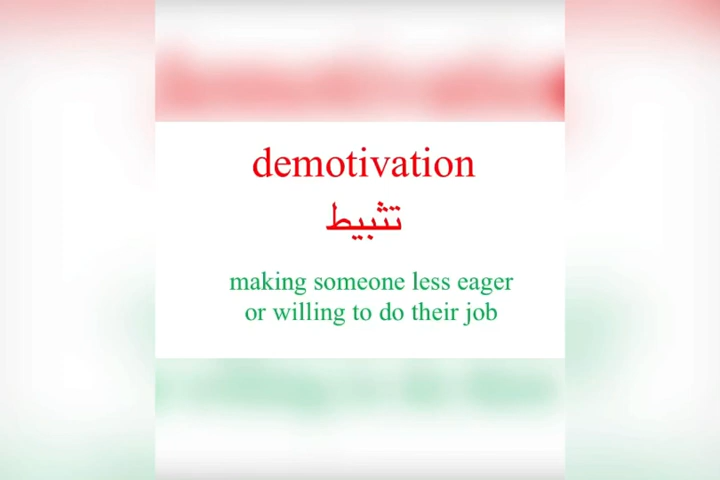 demotivation
تثبيط
making someone less eager
or willing to do their job